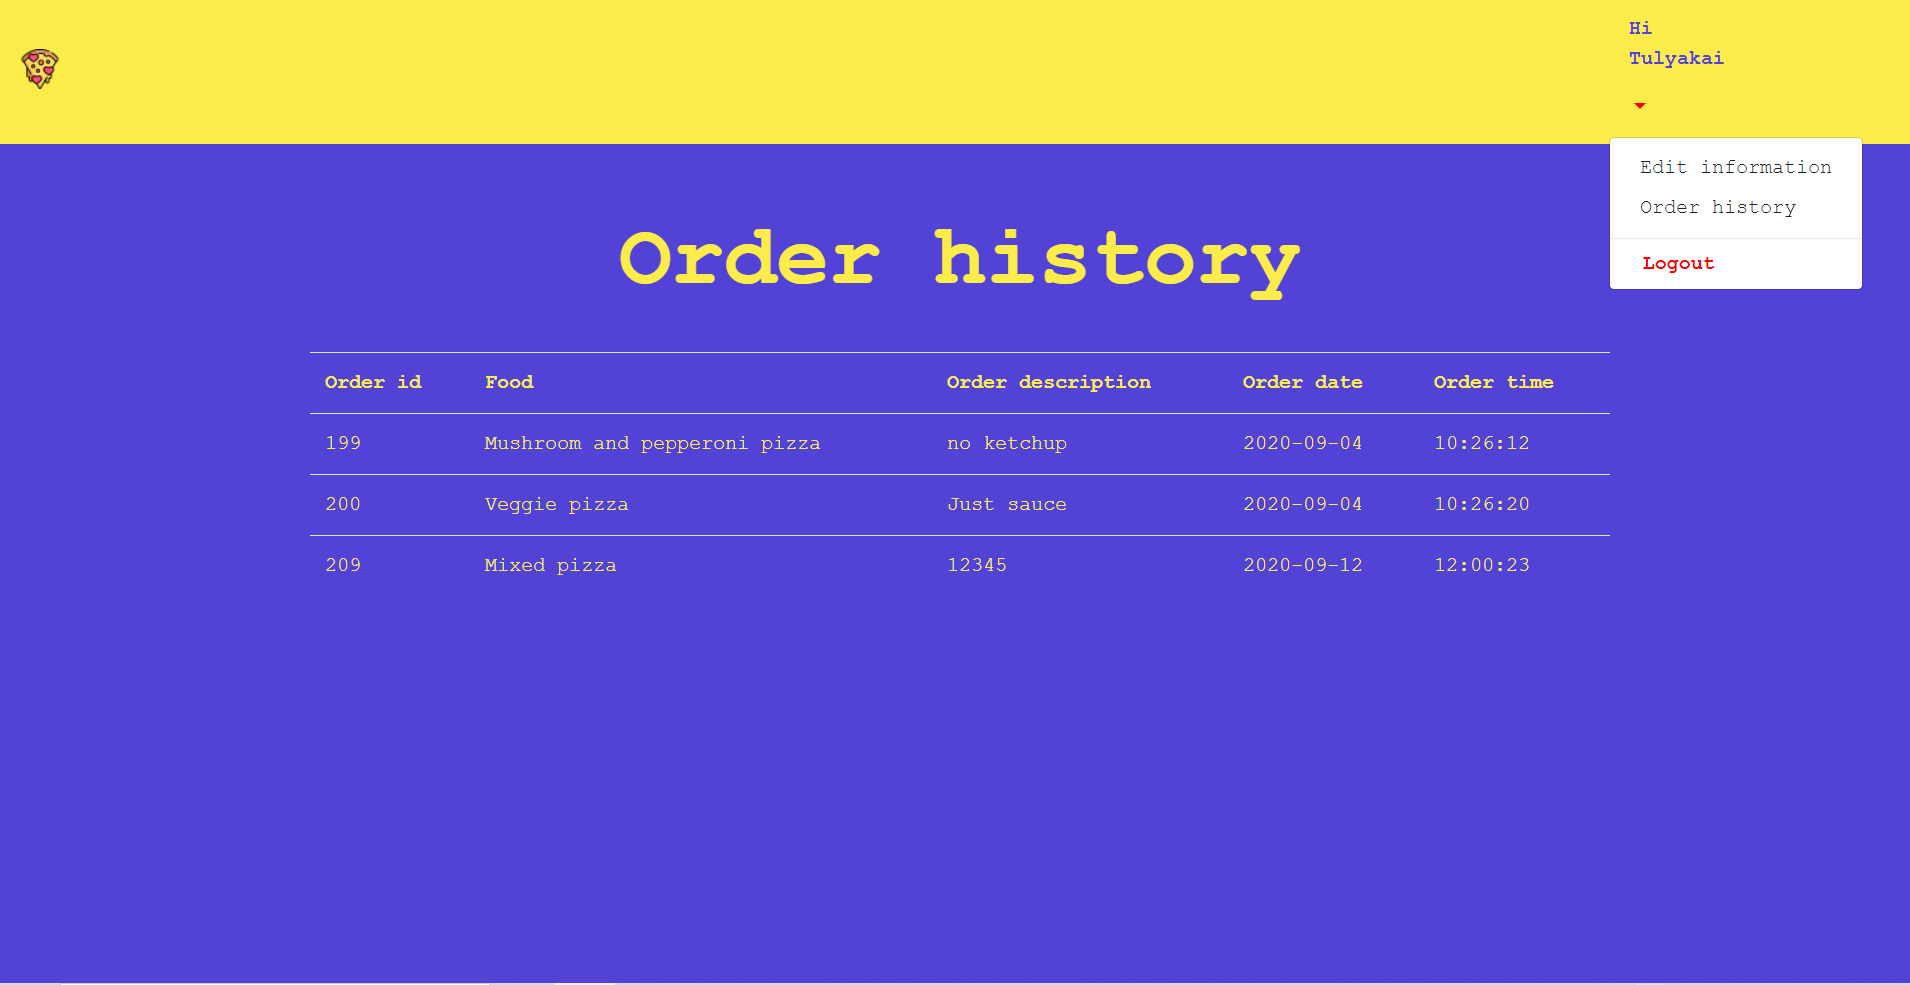 Hi
Tulyakai
Edit information
Order history
Logout
Order history
Order id Food Order description Order date Order time
199 Mushroom and pepperoni pizza no ketchup 2020-09-04 10:26:12
200 Veggie pizza Just sauce 2020-09-04 10:26:20
209 Mixed pizza 12345 2020-09-12 12:00:23